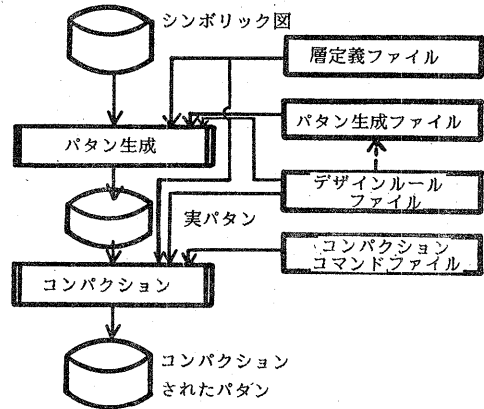 シンボリック図
層定義ファイル
パタン生成ファイル
パタン生成
デザインルール
ファイル
実パタン
コンパクション
コマンドファイル
コンパクション
コンパクション
されたパタン